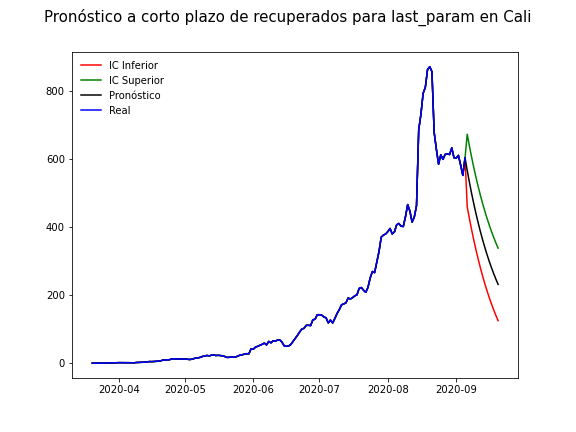 Pronóstico a corto plazo de recuperados para last_param en Cali
IC Inferior
IC Superior
Pronóstico
Real
800
600
400
200
0
2020-04 2020-05 2020-06 2020-07 2020-08 2020-09